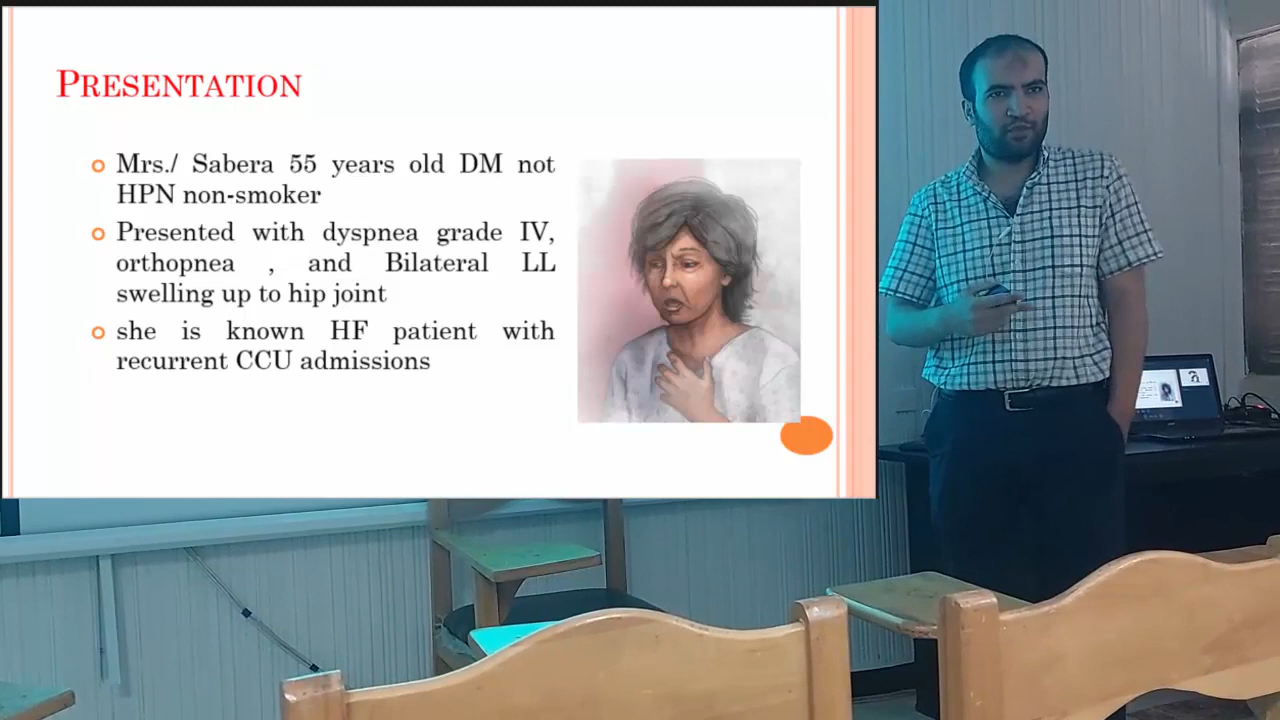 PRESENTATION
Mrs./ Sabera 55 years old DM not
HPN non-smoker
Presented with dyspnea grade IV,
orthopnea , and Bilateral LL
swelling up to hip joint
she is known HF patient with
recurrent CCU admissions